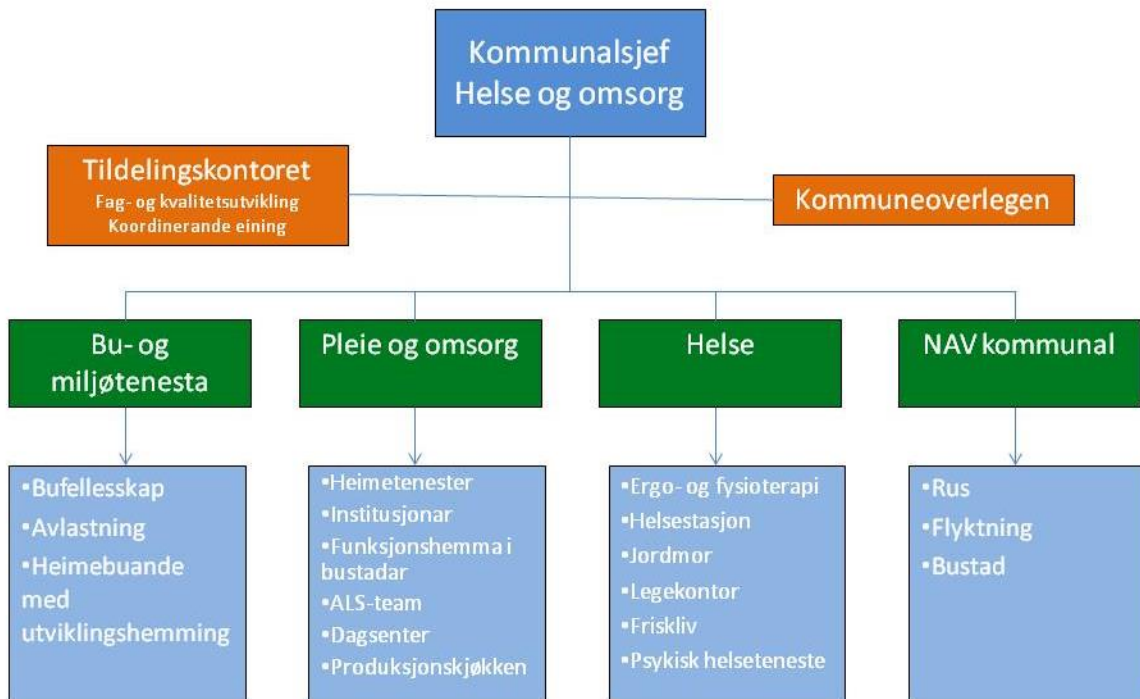 Kommunalsjef
Helse og omsorg
Tildelingskontoret
Fag- og kvalitetsutvikling
Koordinerande eining
Kommuneoverlegen
Bu- og
miljøtenesta
Pleie og omsorg
Helse
NAV kommunal
▪Bufellesskap
▪Avlastning
▪Heimebuande
med
utviklingshemming
▪Heimetenester
▪Institusjonar
▪Funksjonshemma i
bustadar
▪ALS-team
▪Dagsenter
▪Produksjonskjøkken
▪Ergo- og fysioterapi
▪Helsestasjon
▪Jordmor
▪Legekontor
▪Friskliv
▪Psykisk helseteneste
▪Rus
▪Flyktning
▪Bustad